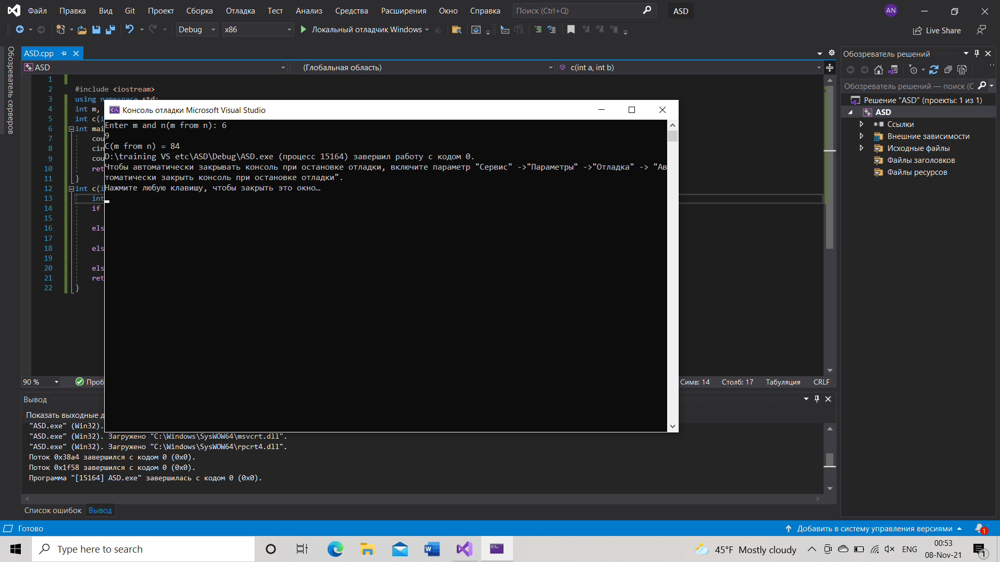 Файл Правка Вид Git Проект Сборка Отладка Тест Анализ Средства Расширения Окно Справка Поиск (Ctrl+Q) ASD AN
Debug x86 Локальный отладчик Windows Live Share
Обозреватель серверов
ASD.cpp
ASD (Глобальная область) c(int a, int b)
1
2 #include <iostream>
3 using namespace std;
4 int m,
5 int c(i
6 int mai
7 cou
8 cin
9 cou
10 ret
11 }
12 int c(i
13 int
14 if
15
16 els
17
18 els
19
20 els
21 ret
22 }
Консоль отладки Microsoft Visual Studio
Enter m and n(m from n): 6
9
C(m from n) = 84
D:\training VS etc\ASD\Debug\ASD.exe (процесс 15164) завершил работу с кодом 0.
Чтобы автоматически закрывать консоль при остановке отладки, включите параметр "Сервис" ->"Параметры" ->"Отладка" -> "Ав
томатически закрыть консоль при остановке отладки".
Нажмите любую клавишу, чтобы закрыть это окно…
90 % Проб Симв: 14 Столб: 17 Табуляция CRLF
Вывод
Показать выходные д
"ASD.exe" (Win32).
"ASD.exe" (Win32). Загружено "C:\Windows\SysWOW64\msvcrt.dll".
"ASD.exe" (Win32). Загружено "C:\Windows\SysWOW64\rpcrt4.dll".
Поток 0x38a4 завершился с кодом 0 (0x0).
Поток 0x1f58 завершился с кодом 0 (0x0).
Программа "[15164] ASD.exe" завершилась с кодом 0 (0x0).
Список ошибок Вывод
Обозреватель решений
Обозреватель решений — поиск (С
Решение "ASD" (проекты: 1 из 1)
ASD
Ссылки
Внешние зависимости
Исходные файлы
Файлы заголовков
Файлы ресурсов
Готово Добавить в систему управления версиями 1
Type here to search 45°F Mostly cloudy ENG 00:53
08-Nov-21 1